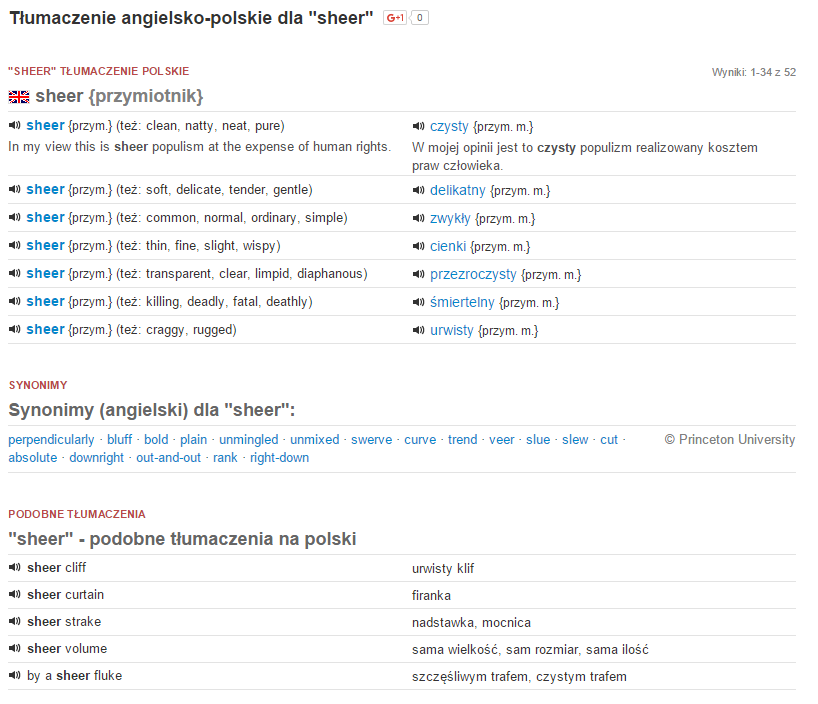 Tłumaczenie angielsko-polskie dla "sheer" G+1 0
"SHEER" TŁUMACZENIE POLSKIE Wyniki: 1-34 z 52
sheer {przymiotnik}
sheer {przym.} (też: clean, natty, neat, pure) czysty {przym. m.}
In my view this is sheer populism at the expense of human rights. W mojej opinii jest to czysty populizm realizowany kosztem
praw człowieka.
sheer {przym.} (też: soft, delicate, tender, gentle) delikatny {przym. m.}
sheer {przym.} (też: common, normal, ordinary, simple) zwykły {przym. m.}
sheer {przym.} (też: thin, fine, slight, wispy) cienki {przym. m.}
sheer {przym.} (też: transparent, clear, limpid, diaphanous) przezroczysty {przym. m.}
sheer {przym.} (też: killing, deadly, fatal, deathly) śmiertelny {przym. m.}
sheer {przym.} (też: craggy, rugged) urwisty {przym. m.}
SYNONIMY
Synonimy (angielski) dla "sheer":
perpendicularly · bluff · bold · plain · unmingled · unmixed · swerve · curve · trend · veer · slue · slew · cut · © Princeton University
absolute · downright · out-and-out · rank · right-down
PODOBNE TŁUMACZENIA
"sheer" - podobne tłumaczenia na polski
sheer cliff urwisty klif
sheer curtain firanka
sheer strake nadstawka, mocnica
sheer volume sama wielkość, sam rozmiar, sama ilość
by a sheer fluke szczęśliwym trafem, czystym trafem